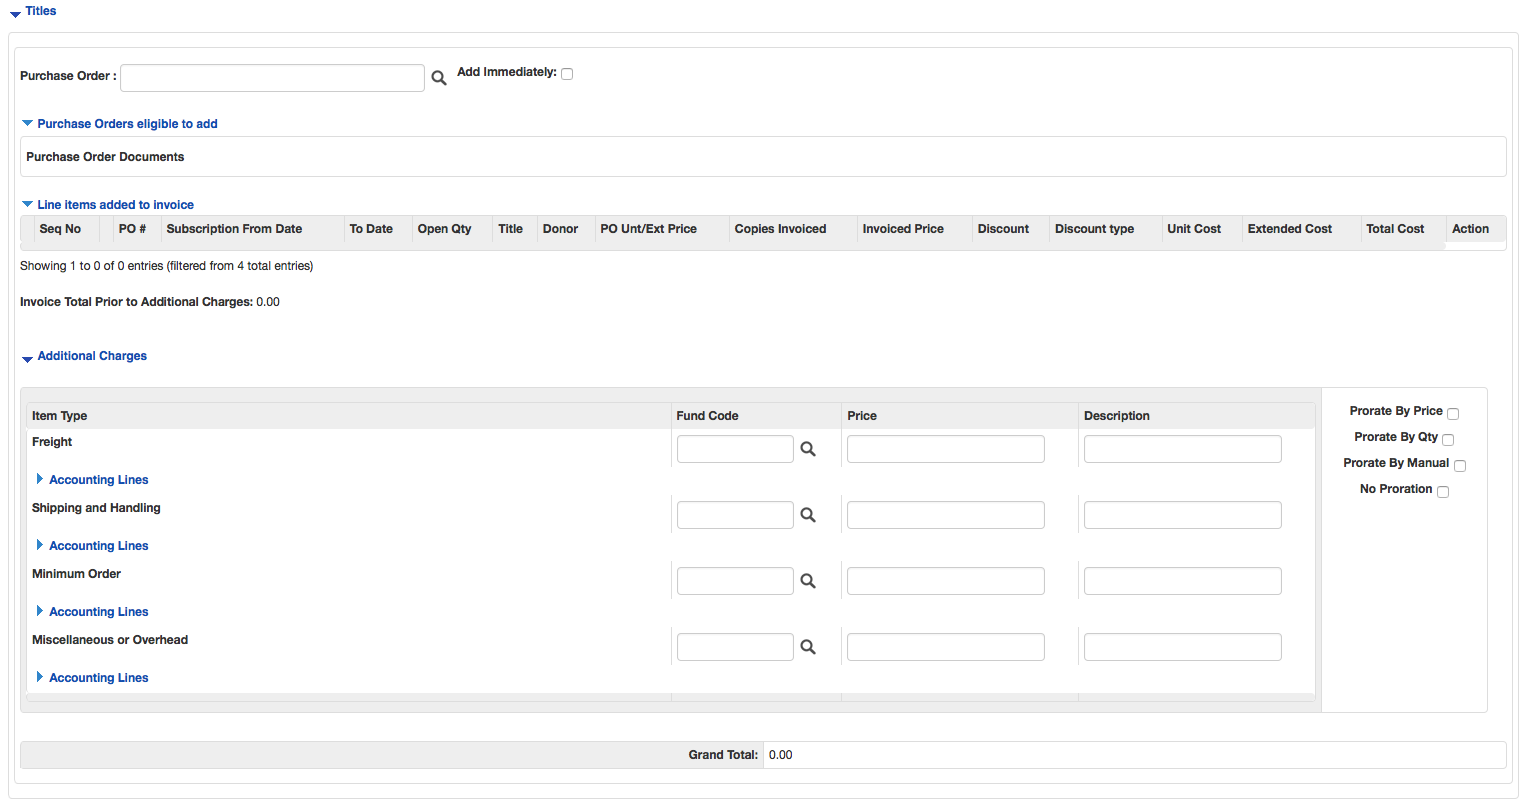 Titles
Purchase Order :
Add Immediately:
Purchase Orders eligible to add
Purchase Order Documents
Line items added to invoice
Seq No PO # Subscription From Date To Date Open Qty Title Donor PO Unt/Ext Price Copies Invoiced Invoiced Price Discount Discount type Unit Cost Extended Cost Total Cost Action
Showing 1 to 0 of 0 entries (filtered from 4 total entries)
Invoice Total Prior to Additional Charges: 0.00
Additional Charges
Item Type Fund Code Price Description
Freight
Accounting Lines
Shipping and Handling
Accounting Lines
Minimum Order
Accounting Lines
Miscellaneous or Overhead
Accounting Lines
Prorate By Price
Prorate By Qty
Prorate By Manual
No Proration
Grand Total: 0.00